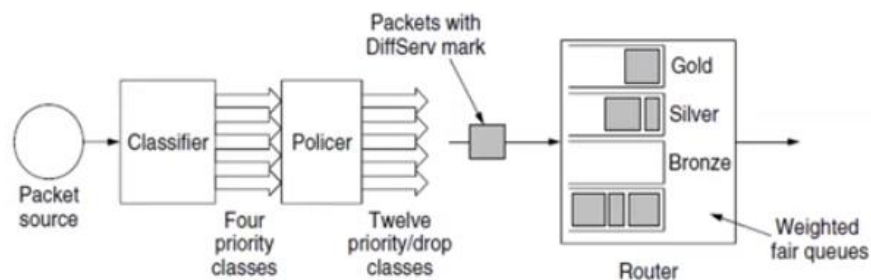 Packets with
DiffServ mark
Gold
Silver
Bronze
Classifier
Policer
Packet
source
Four
priority
classes
Twelve
priority/drop
classes
Router
Weighted
fair queues